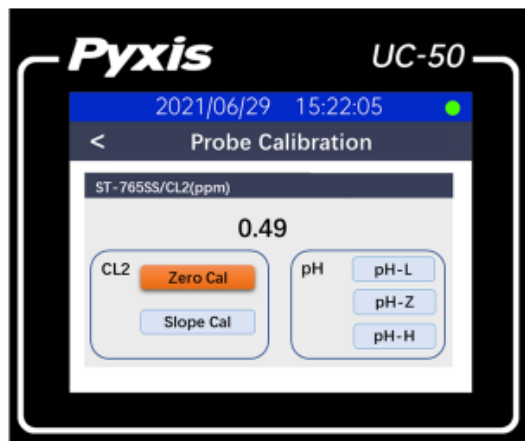 Pyxis UC-50
2021/06/29 15:22:05
< Probe Calibration
ST-765SS/CL2(ppm)
0.49
CL2
Zero Cal
Slope Cal
pH
pH-L
pH-Z
pH-H